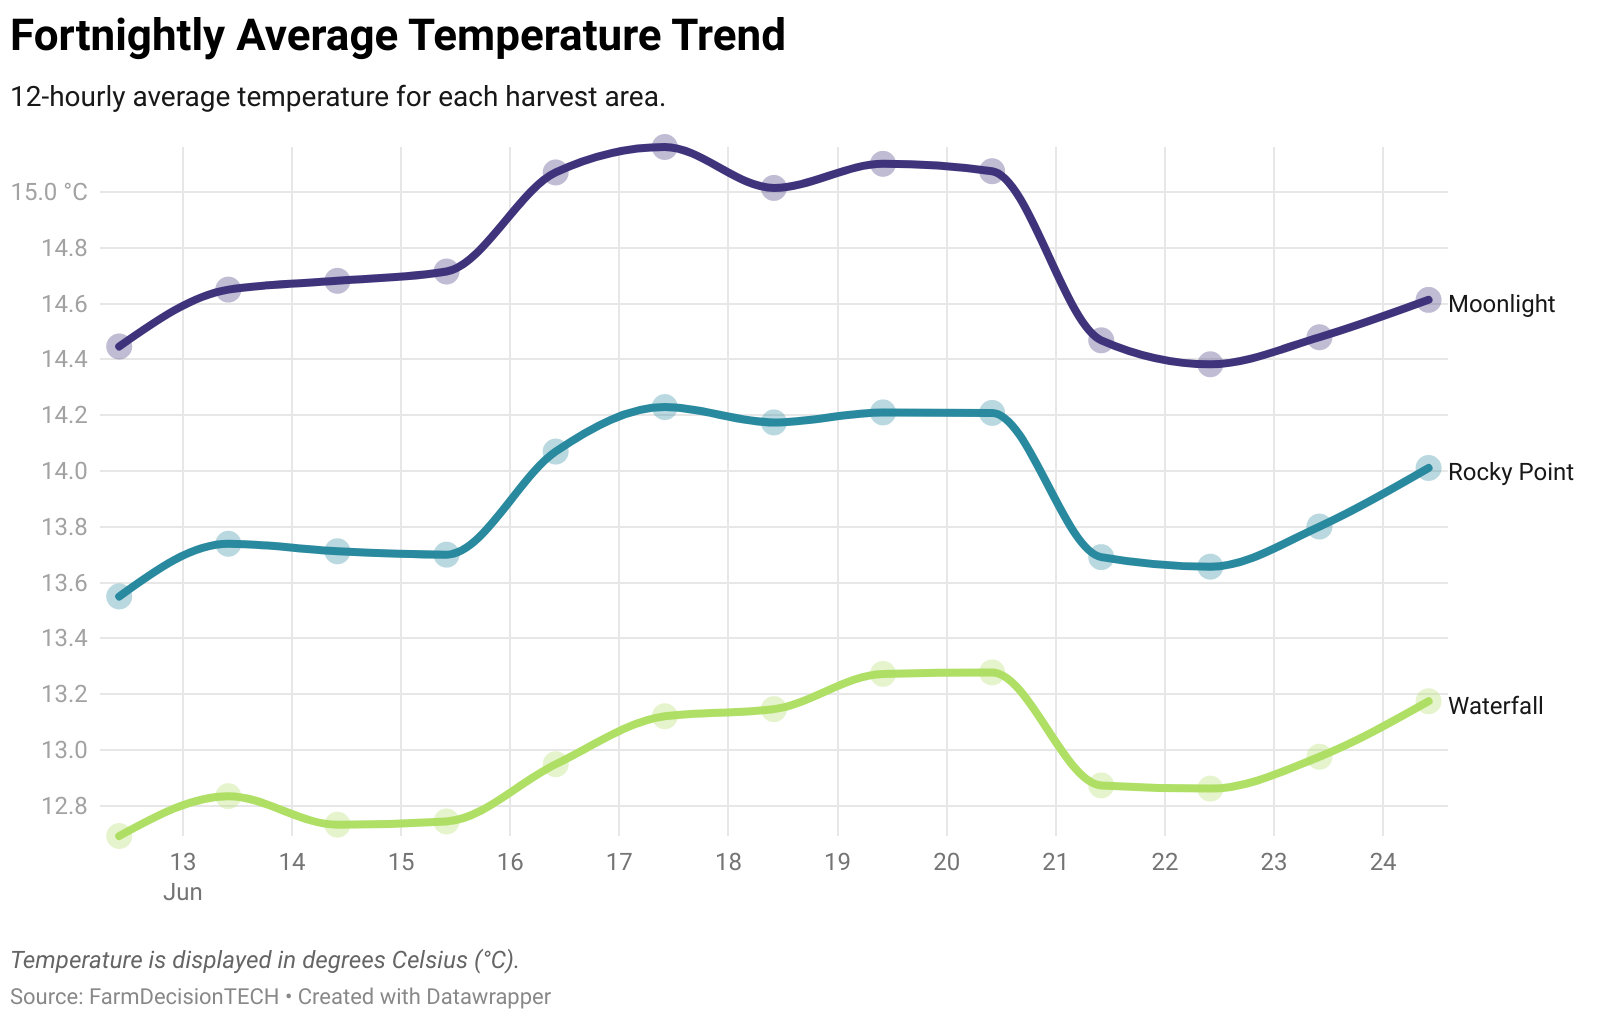 Fortnightly Average Temperature Trend
12-hourly average temperature for each harvest area.
15.0 °C
14.8
14.6
14.4
14.2
14.0
13.8
13.6
13.4
13.2
13.0
12.8
Moonlight
Rocky Point
Waterfall
13 14 15 16 17 18 19 20 21 22 23 24
Jun
Temperature is displayed in degrees Celsius (°C).
Source: FarmDecisionTECH • Created with Datawrapper